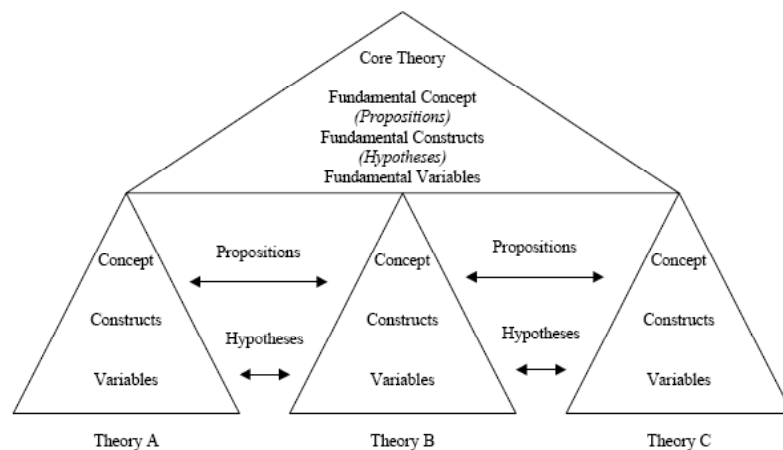 Core Theory
Fundamental Concept
(Propositions)
Fundamental Constructs
(Hypotheses)
Fundamental Variables
Concept
Constructs
Variables
Theory A
Propositions
Hypotheses
Concept
Constructs
Variables
Theory B
Propositions
Hypotheses
Concept
Constructs
Variables
Theory C